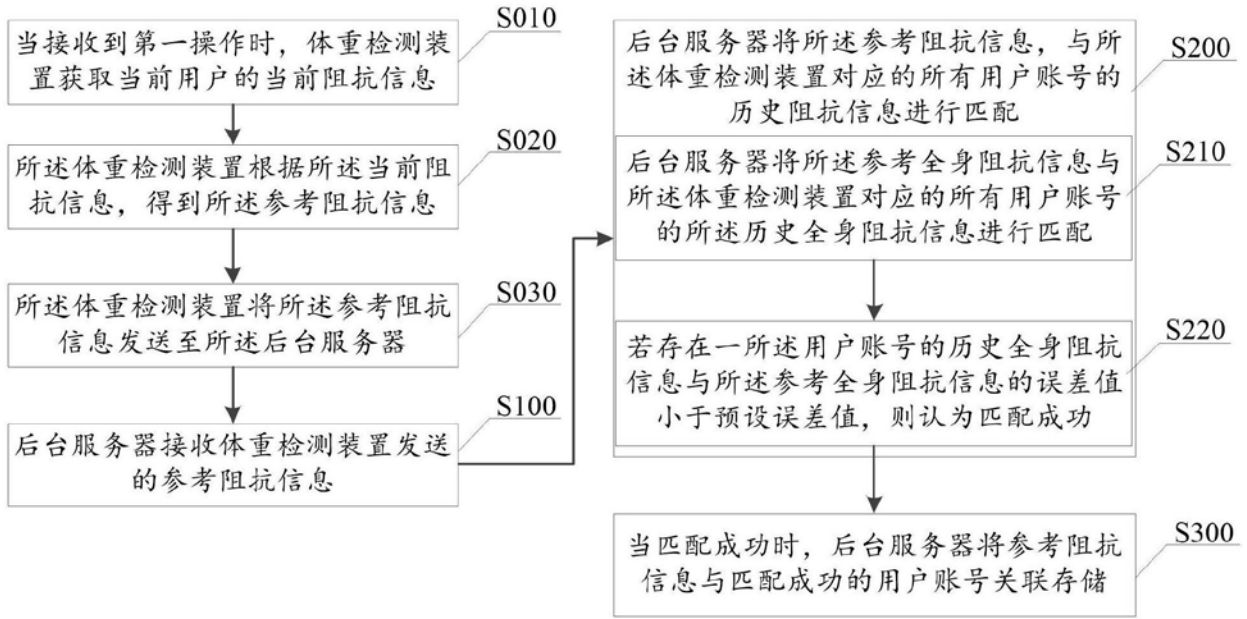 当接收到第一操作时，体重检测装
置获取当前用户的当前阻抗信息
S010
所述体重检测装置根据所述当前阻
抗信息，得到所述参考阻抗信息
S020
所述体重检测装置将所述参考阻抗
信息发送至所述后台服务器
S030
后台服务器接收体重检测装置发送
的参考阻抗信息
S100
后台服务器将所述参考阻抗信息，与所
述体重检测装置对应的所有用户账号的
历史阻抗信息进行匹配
S200
后台服务器将所述参考全身阻抗信息与
所述体重检测装置对应的所有用户账号
的所述历史全身阻抗信息进行匹配
S210
若存在一所述用户账号的历史全身阻抗
信息与所述参考全身阻抗信息的误差值
小于预设误差值，则认为匹配成功
S220
当匹配成功时，后台服务器将参考阻抗
信息与匹配成功的用户账号关联存储
S300